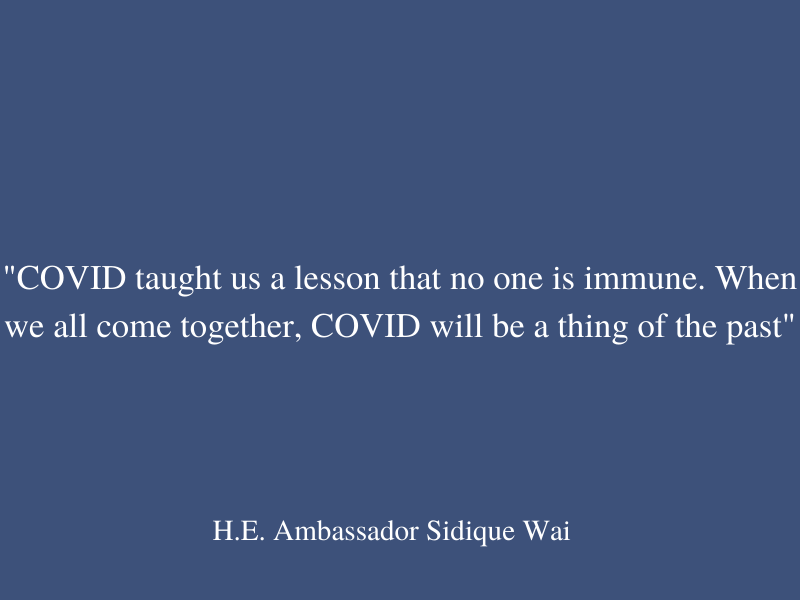 "COVID taught us a lesson that no one is immune. When
we all come together, COVID will be a thing of the past"
H.E. Ambassador Sidique Wai